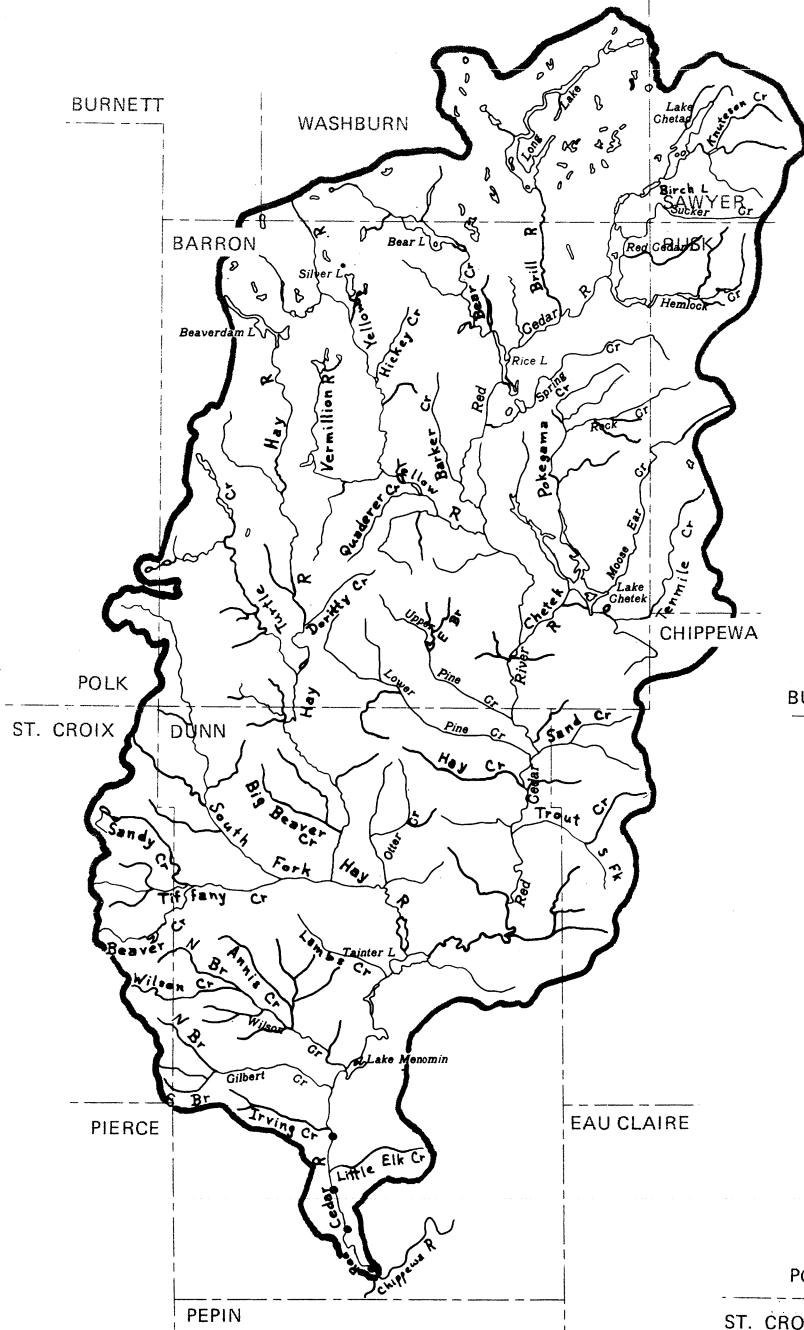 BURNETT
WASHBURN
Long Lake
Lake Chetac
Knuteson Cr
Birch L
SAWYER
Sucker Cr
BARRON
R
Bear L
Brill R
Red Cedar
RUSK
Silver L
Yellow
Bear Cr
Cedar R
Hemlock Cr
Beaverdam L
Hickey Cr
Rice L
Hay R
Vermillion R
Barker Cr
Red
Spring Cr
Cr
Rock Cr
Yellow R
Quaderer Cr
Pokegama
Moose Ear Cr
Tenmile Cr
Turtle Cr
R
Doritty Cr
Upper
Br
Chetek R
Lake Chetek
CHIPPEWA
River
POLK
Hay
Lower
Pine Cr
BU
ST. CROIX
DUNN
Pine Cr
Sand Cr
Hay Cr
Cedar
Big Beaver Cr
Trout Cr
South Fork
Otter Cr
S Fk
Sandy Cr
Hay R
Red
Tiffany Cr
Beaver Cr
N Br
Annis Cr
Lambs Cr
Tainter L
Wilson Cr
N Br
Wilson Cr
Lake Menomin
Gilbert Cr
S Br
Irving Cr
PIERCE
EAU CLAIRE
R
Little Elk Cr
Cedar
Red
Chippewa R
PEPIN
PO
ST. CRO